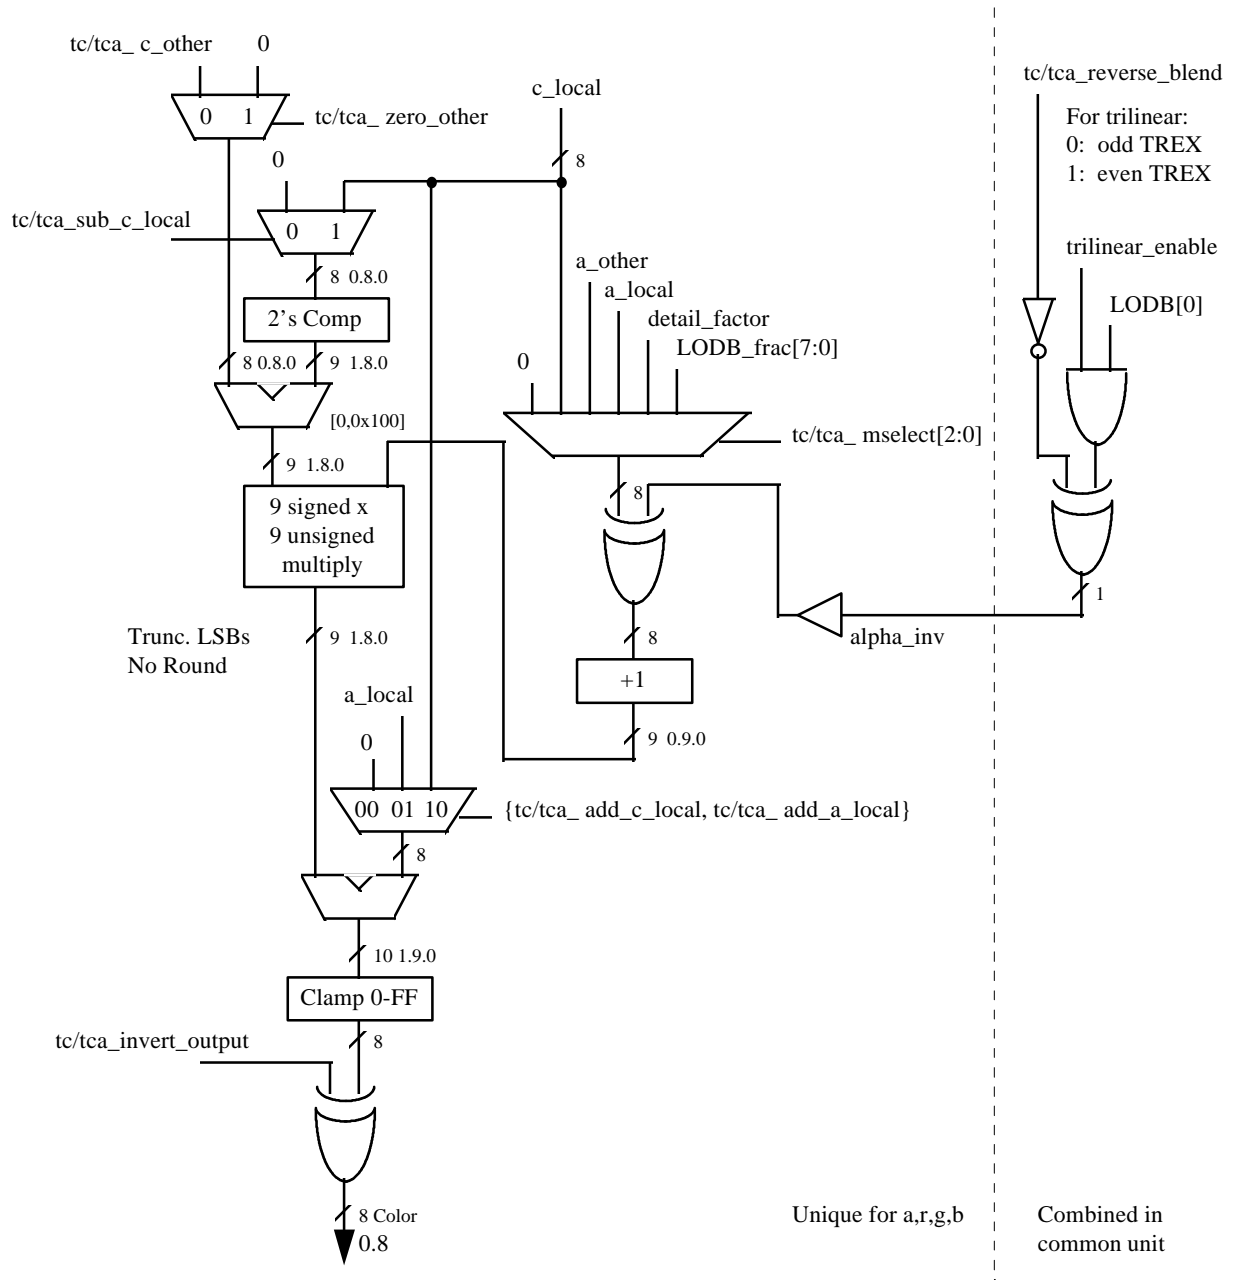 tc/tca_ c_other
0
0 1
tc/tca_ zero_other
c_local
8
tc/tca_reverse_blend
For trilinear:
0: odd TREX
1: even TREX
0
tc/tca_sub_c_local
0 1
8 0.8.0
2's Comp
8 0.8.0
9 1.8.0
a_other
a_local
detail_factor
LODB_frac[7:0]
0
trilinear_enable
LODB[0]
[0,0x100]
tc/tca_ mselect[2:0]
9 1.8.0
8
9 signed x
9 unsigned
multiply
1
alpha_inv
Trunc. LSBs
No Round
9 1.8.0
8
+1
9 0.9.0
a_local
0
00 01 10
{tc/tca_ add_c_local, tc/tca_ add_a_local}
8
10 1.9.0
Clamp 0-FF
8
tc/tca_invert_output
8 Color
0.8
Unique for a,r,g,b
Combined in
common unit